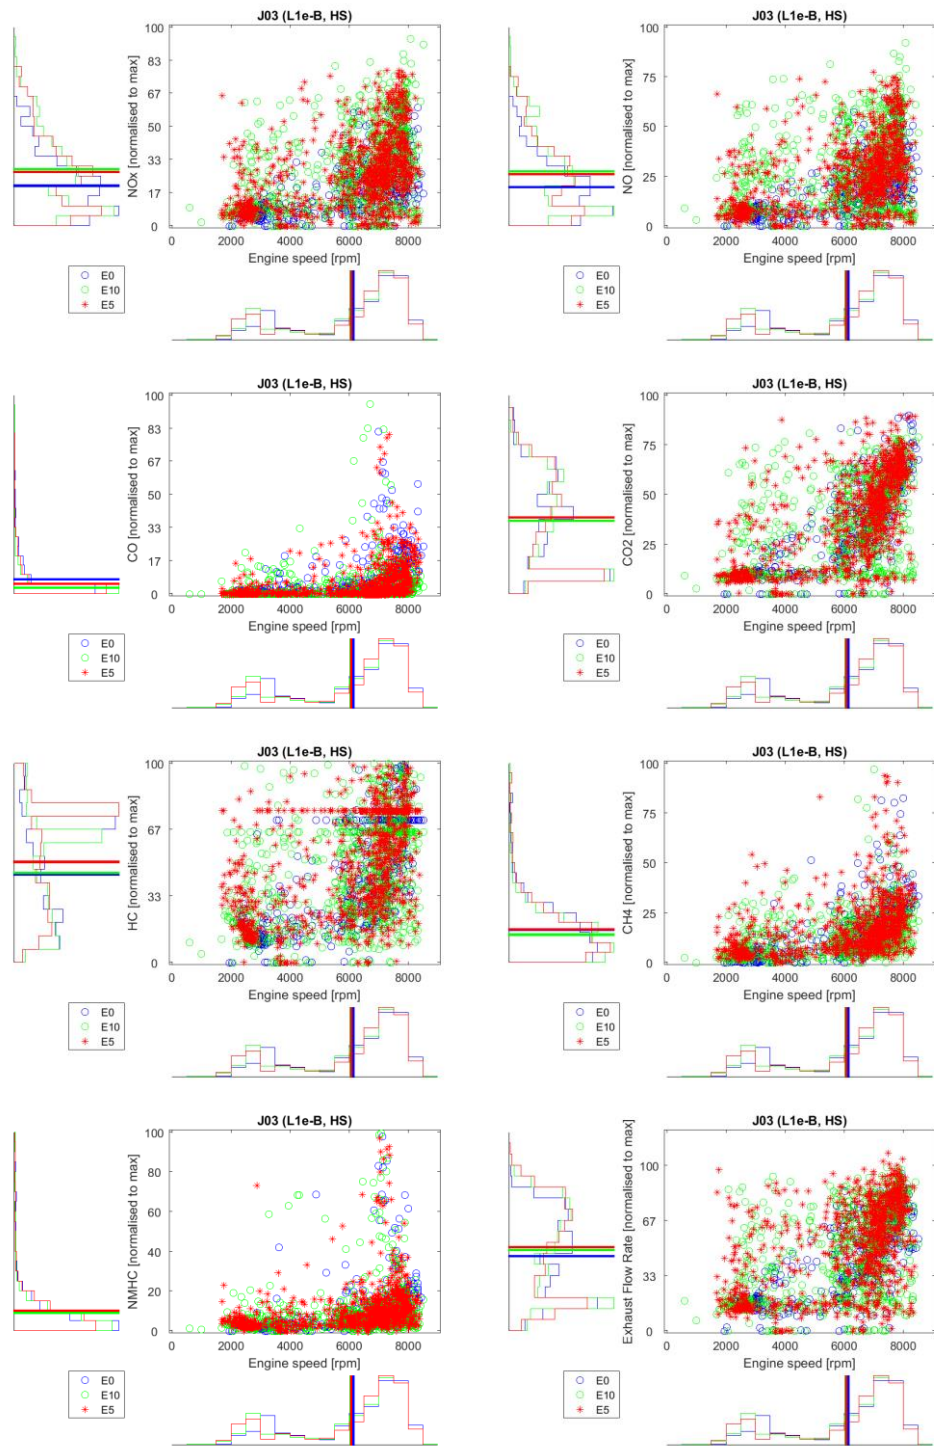 J03 (L1e-B, HS)
NOx [normalised to max]
100
83
67
50
33
17
0
0 2000 4000 6000 8000
Engine speed [rpm]
E0
E10
E5
J03 (L1e-B, HS)
NO [normalised to max]
100
75
50
25
0
0 2000 4000 6000 8000
Engine speed [rpm]
E0
E10
E5
J03 (L1e-B, HS)
CO [normalised to max]
100
83
67
50
33
17
0
0 2000 4000 6000 8000
Engine speed [rpm]
E0
E10
E5
J03 (L1e-B, HS)
CO2 [normalised to max]
100
75
50
25
0
0 2000 4000 6000 8000
Engine speed [rpm]
E0
E10
E5
J03 (L1e-B, HS)
HC [normalised to max]
100
67
33
0
0 2000 4000 6000 8000
Engine speed [rpm]
E0
E10
E5
J03 (L1e-B, HS)
CH4 [normalised to max]
100
75
50
25
0
0 2000 4000 6000 8000
Engine speed [rpm]
E0
E10
E5
J03 (L1e-B, HS)
NMHC [normalised to max]
100
80
60
40
20
0
0 2000 4000 6000 8000
Engine speed [rpm]
E0
E10
E5
J03 (L1e-B, HS)
Exhaust Flow Rate [normalised to max]
100
67
33
0
0 2000 4000 6000 8000
Engine speed [rpm]
E0
E10
E5